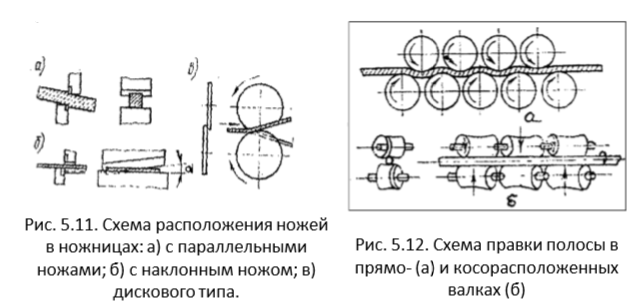 а)
в)
б)
α
а
б
Рис. 5.11. Схема расположения ножей
в ножницах: а) с параллельными
ножами; б) с наклонным ножом; в)
дискового типа.
Рис. 5.12. Схема правки полосы в
прямо- (а) и косорасположенных
валках (б)